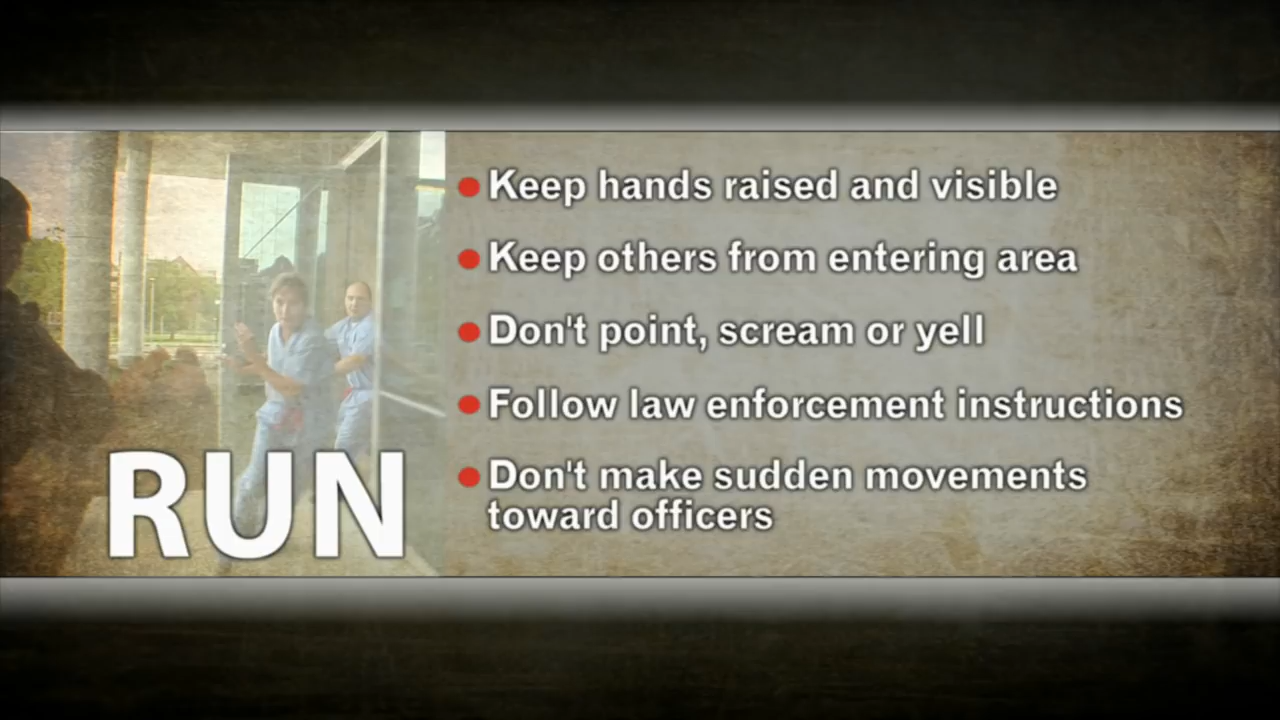 Keep hands raised and visible
Keep others from entering area
Don't point, scream or yell
Follow law enforcement instructions
Don't make sudden movements
toward officers
RUN